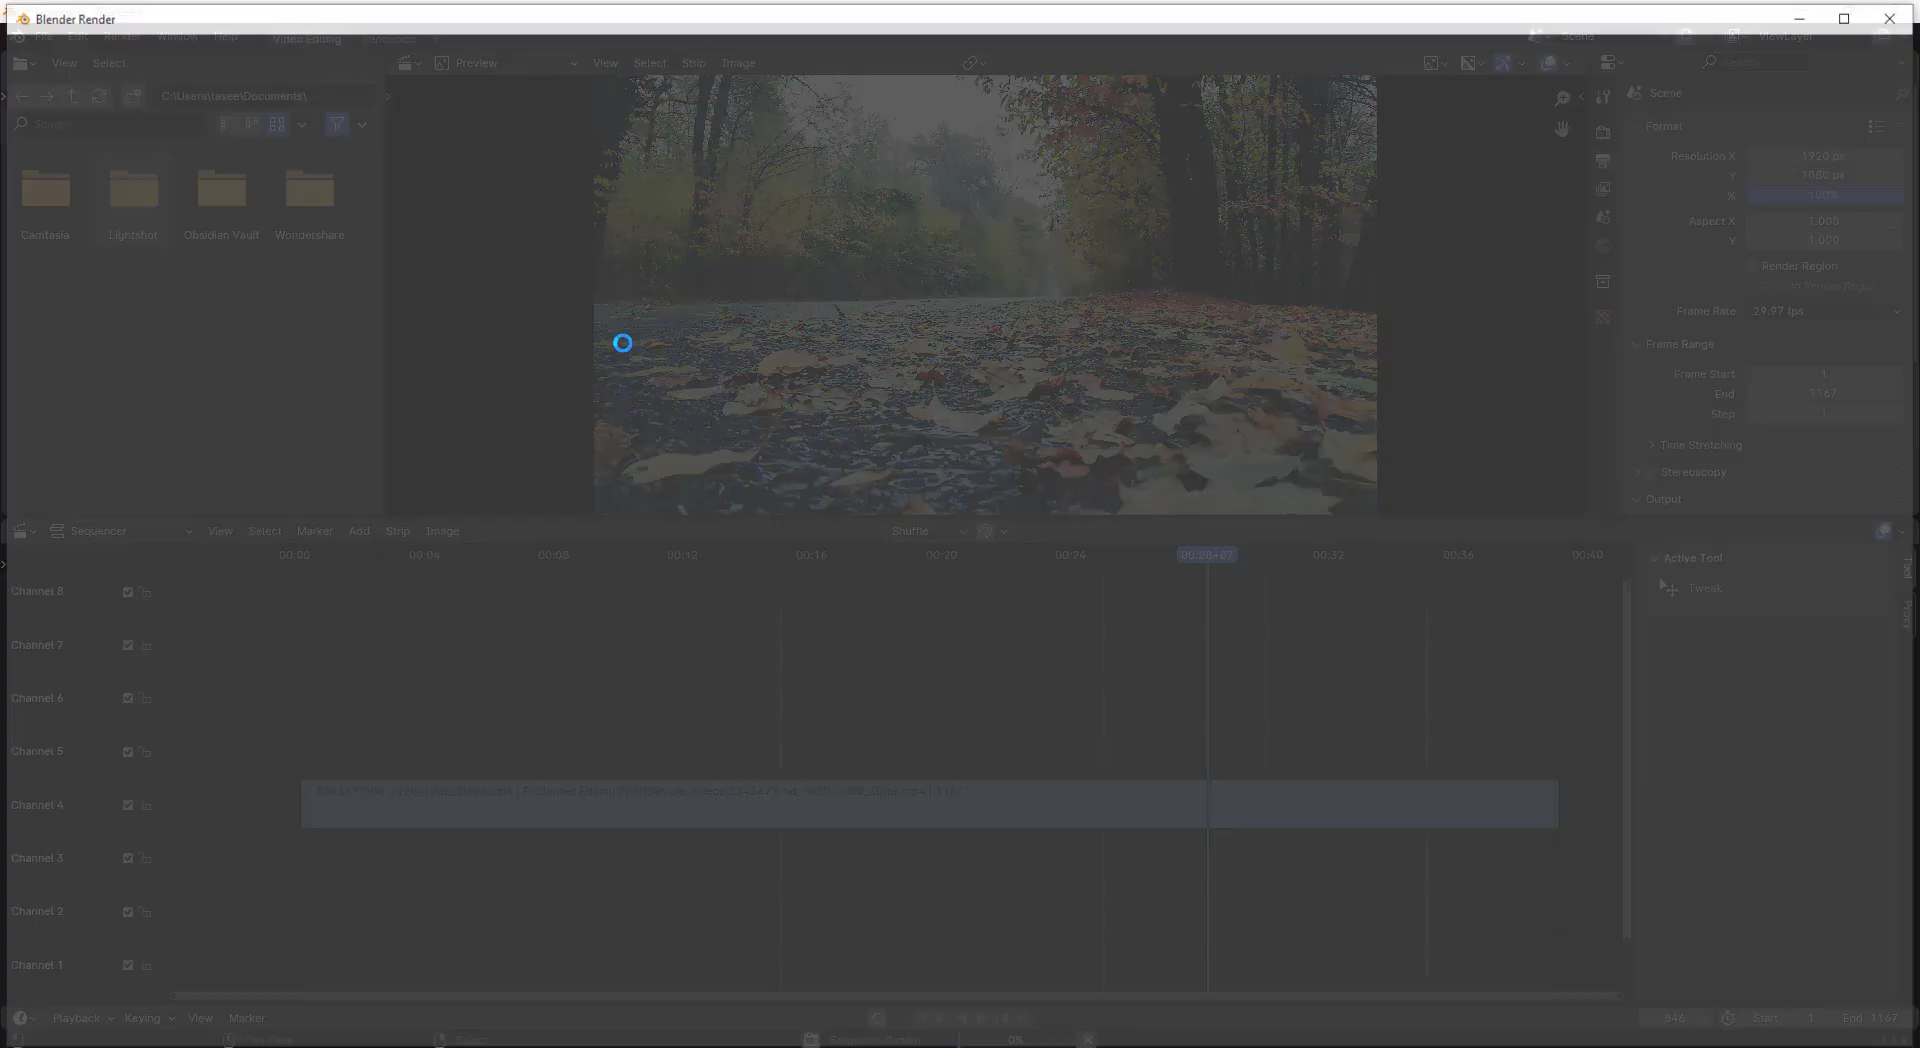 Blender Render
File Edit Render Window Help Video Editing Scene ViewLayer
View Select Preview View Select Strip Image Search
C:\Users\tasee\Documents\ Scene
Search Format
Resolution X 1920 px
Y 1080 px
% 100%
Camtasia Lightshot Obsidian Vault Wondershare Aspect X 1.000
Y 1.000
Render Region
Frame Rate 29.97 fps
Frame Range
Frame Start 1
End 1167
Step 1
Time Stretching
Stereoscopy
Output
Sequencer View Select Marker Add Strip Image Shuffle
00:00 00:04 00:08 00:12 00:16 00:20 00:24 00:28+07 00:32 00:36 00:40 Active Tool
Tool
Channel 8 Tweak
Proxy
Channel 7
Channel 6
Channel 5
Channel 4
Channel 3
Channel 2
Channel 1
Playback Keying View Marker 846 Start 1 End 1167
0%